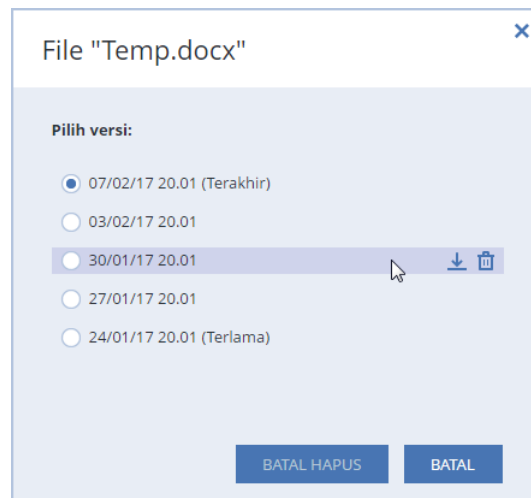 File "Temp.docx"
Pilih versi:
07/02/17 20.01 (Terakhir)
03/02/17 20.01
30/01/17 20.01
27/01/17 20.01
24/01/17 20.01 (Terlama)
BATAL HAPUS
BATAL